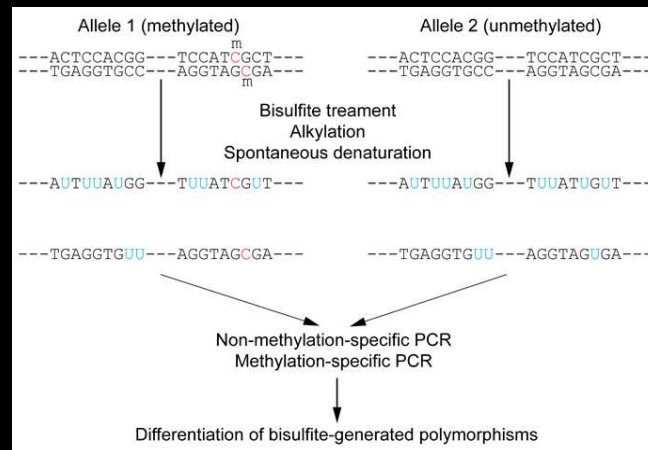 Allele 1 (methylated) Allele 2 (unmethylated)
m
---ACTCCACGG---TCCATCGCT--- ---ACTCCACGG---TCCATCGCT---
---TGAGGTGCC---AGGTAGCGA--- ---TGAGGTGCC---AGGTAGCGA---
m
Bisulfite treament
Alkylation
Spontaneous denaturation
---AUTUUAUGG---TUUATCGUT--- ---AUTUUAUGG---TUUATUGUT---
---TGAGGTGUU---AGGTAGCGA--- ---TGAGGTGUU---AGGTAGUGA---
Non-methylation-specific PCR
Methylation-specific PCR
Differentiation of bisulfite-generated polymorphisms